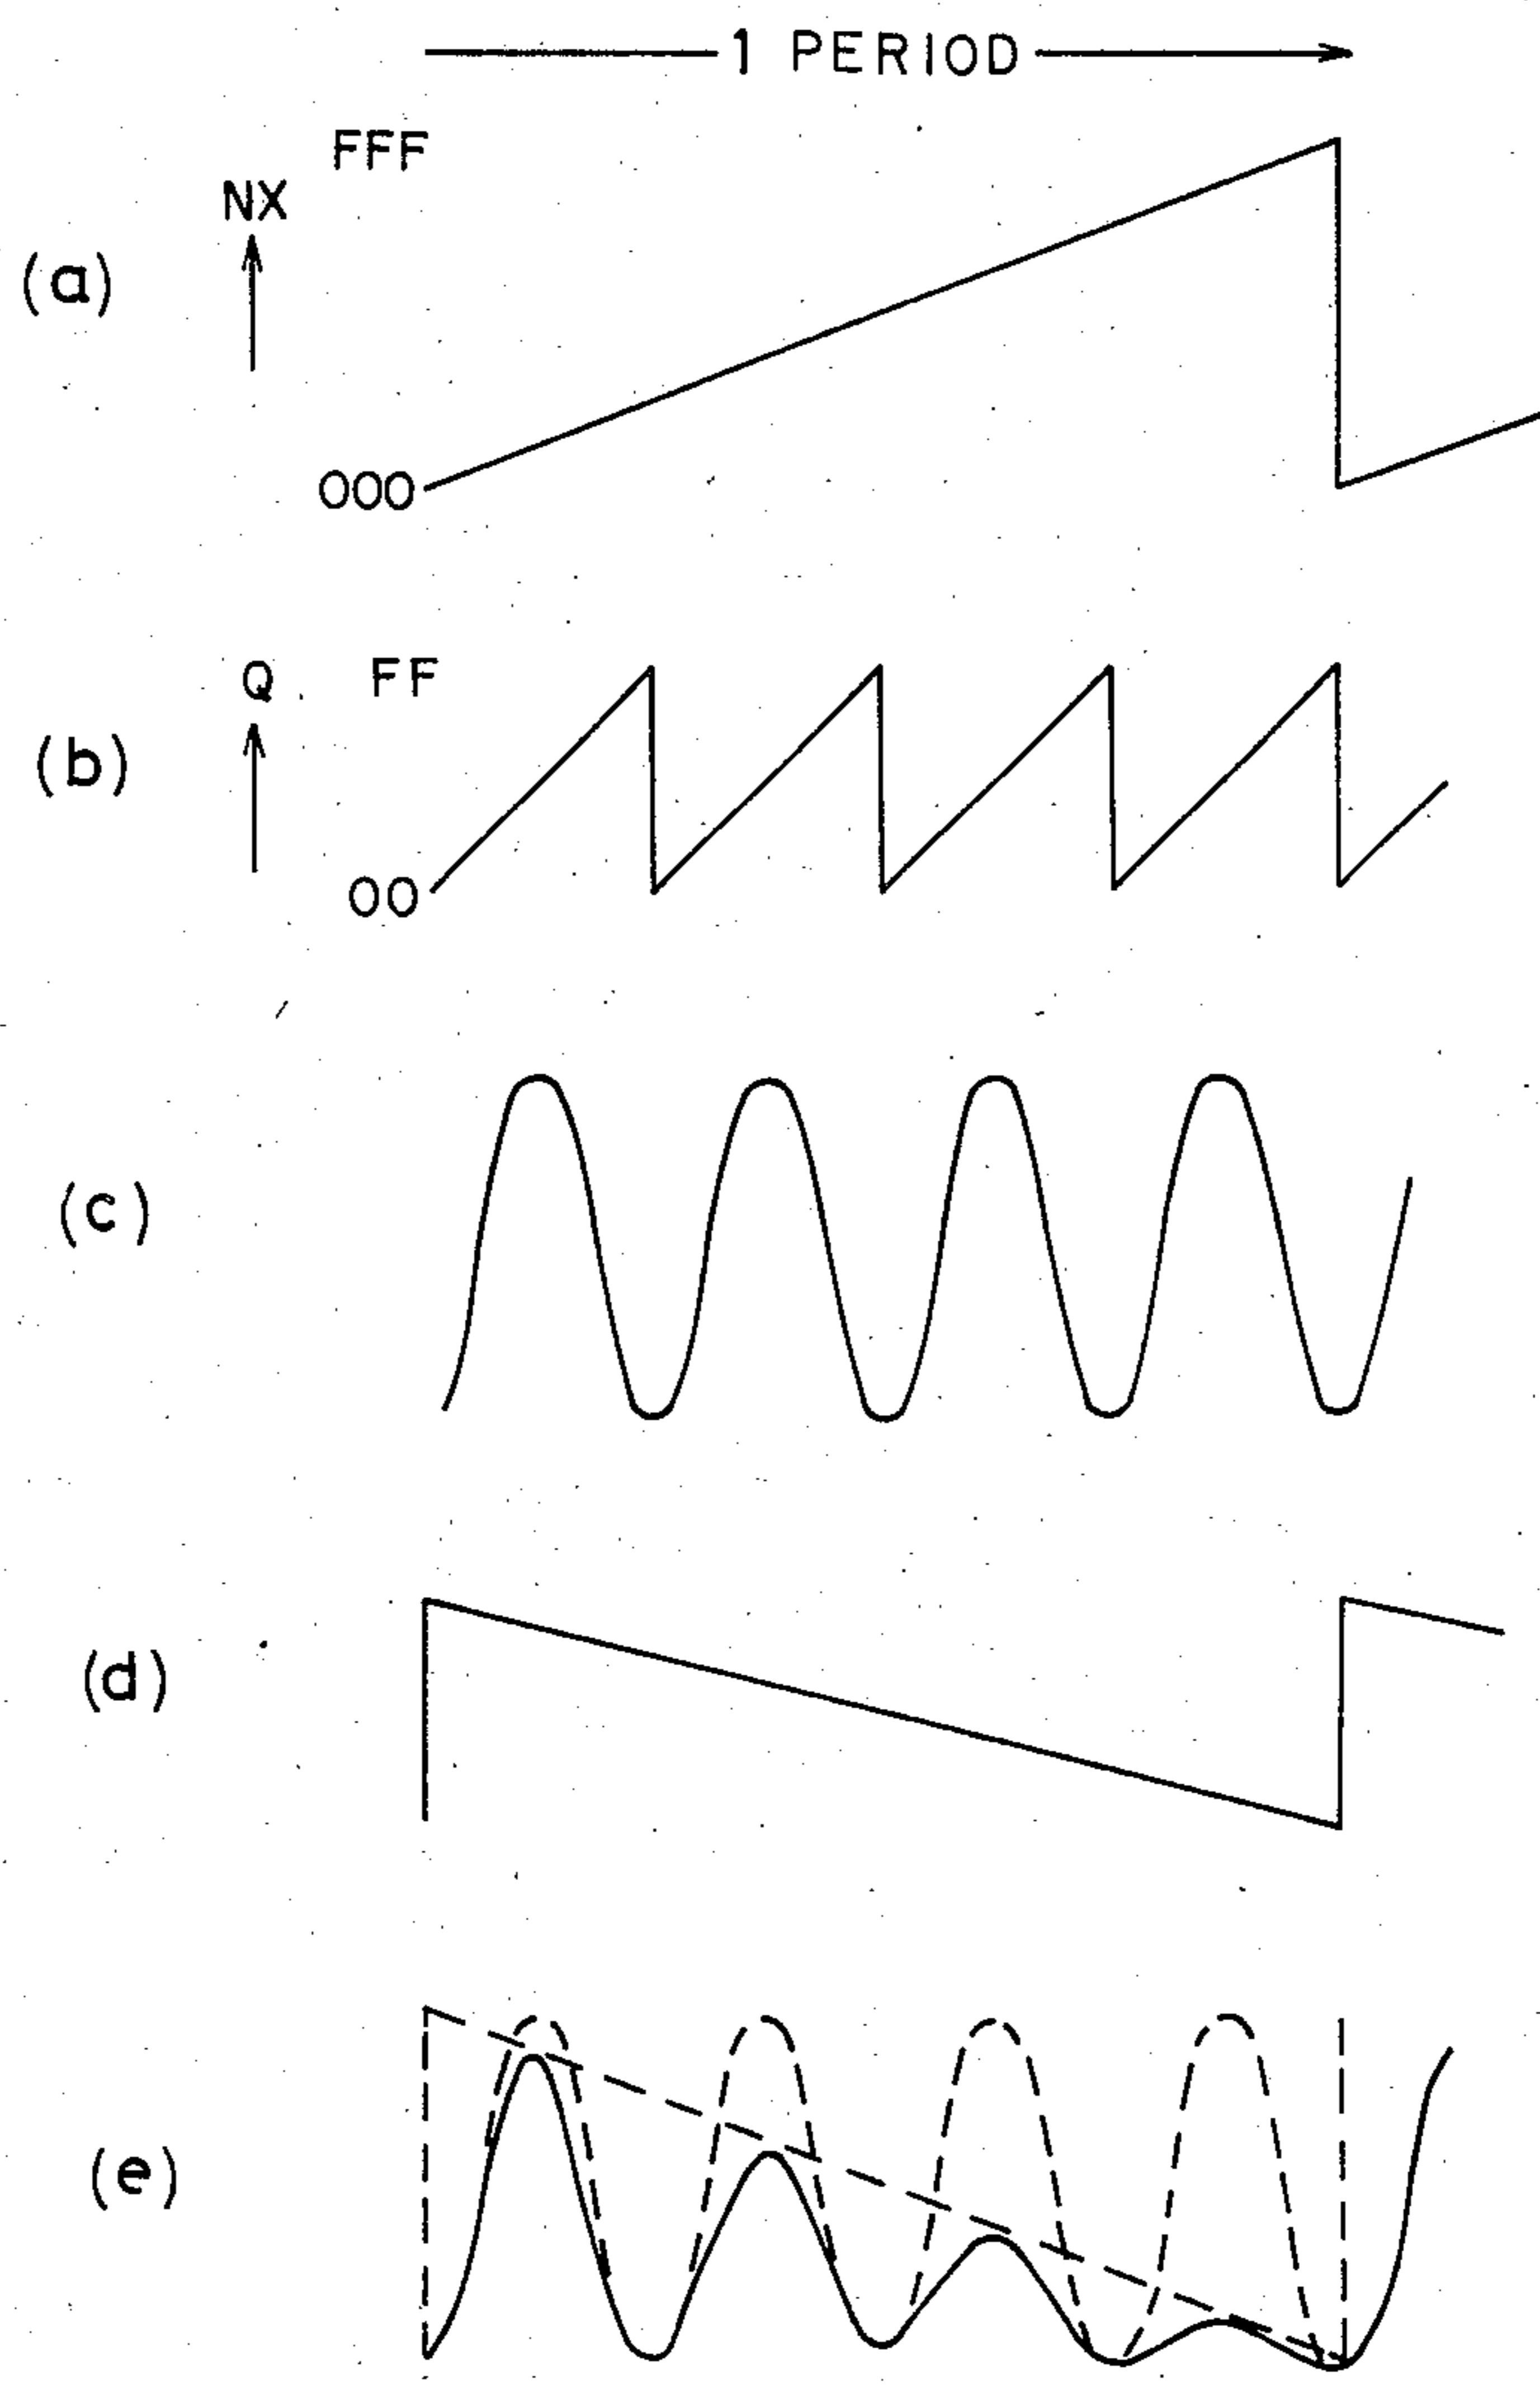 1 PERIOD
FFF
NX
(a)
000
Q
FF
(b)
00
(c)
(d)
(e)